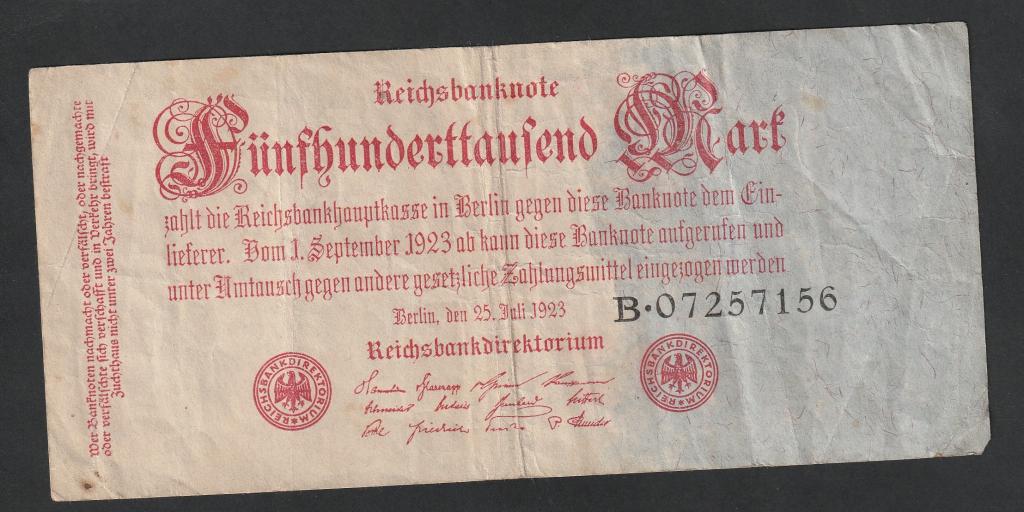 Reichsbanknote
Fünfhunderttausend Mark
zahlt die Reichsbankhauptkasse in Berlin gegen diese Banknote dem Ein-
lieferer. Vom 1. September 1923 ab kann diese Banknote aufgerufen und
unter Umtausch gegen andere gesetzliche Zahlungsmittel eingezogen werden
Berlin, den 25. Juli 1923
B·07257156
Reichsbankdirektorium
REICHSBANKDIREKTORIUM
REICHSBANKDIREKTORIUM
Wer Banknoten nachmacht oder verfälscht, oder nachgemachte
oder verfälschte sich verschafft und in Verkehr bringt, wird mit
Zuchthaus nicht unter zwei Jahren bestraft